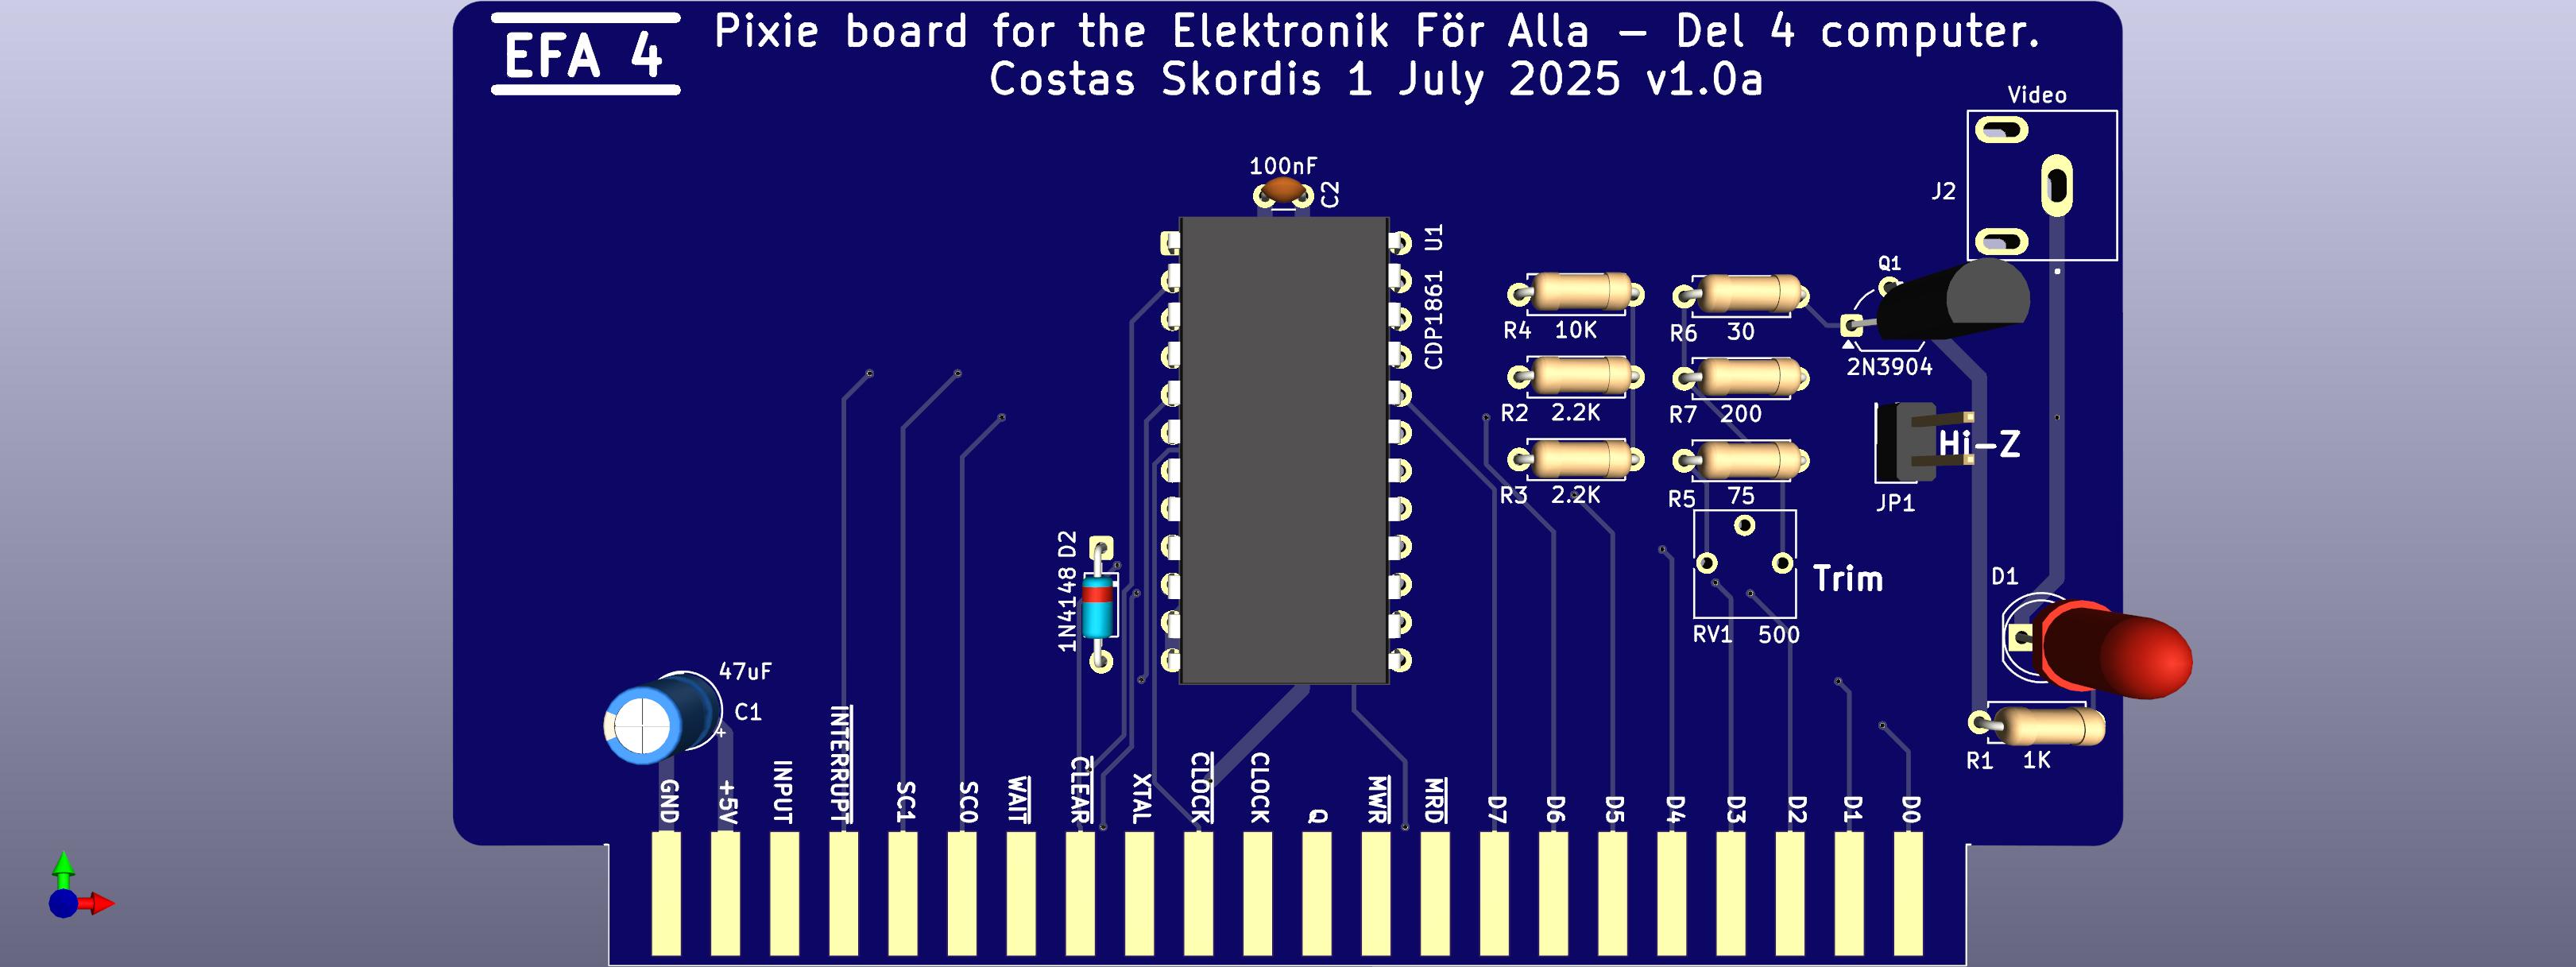 EFA 4
Pixie board for the Elektronik För Alla – Del 4 computer.
Costas Skordis 1 July 2025 v1.0a
Video
J2
100nF
C2
U1
CDP1861
Q1
2N3904
R4 10K
R6 30
R2 2.2K
R7 200
R3 2.2K
R5 75
Hi-Z
JP1
D2
1N4148
Trim
RV1 500
D1
R1 1K
47uF
C1
+
GND
+5V
INPUT
INTERRUPT
SC1
SC0
WAIT
CLEAR
XTAL
CLOCK
CLOCK
Q
MWR
MRD
D7
D6
D5
D4
D3
D2
D1
D0